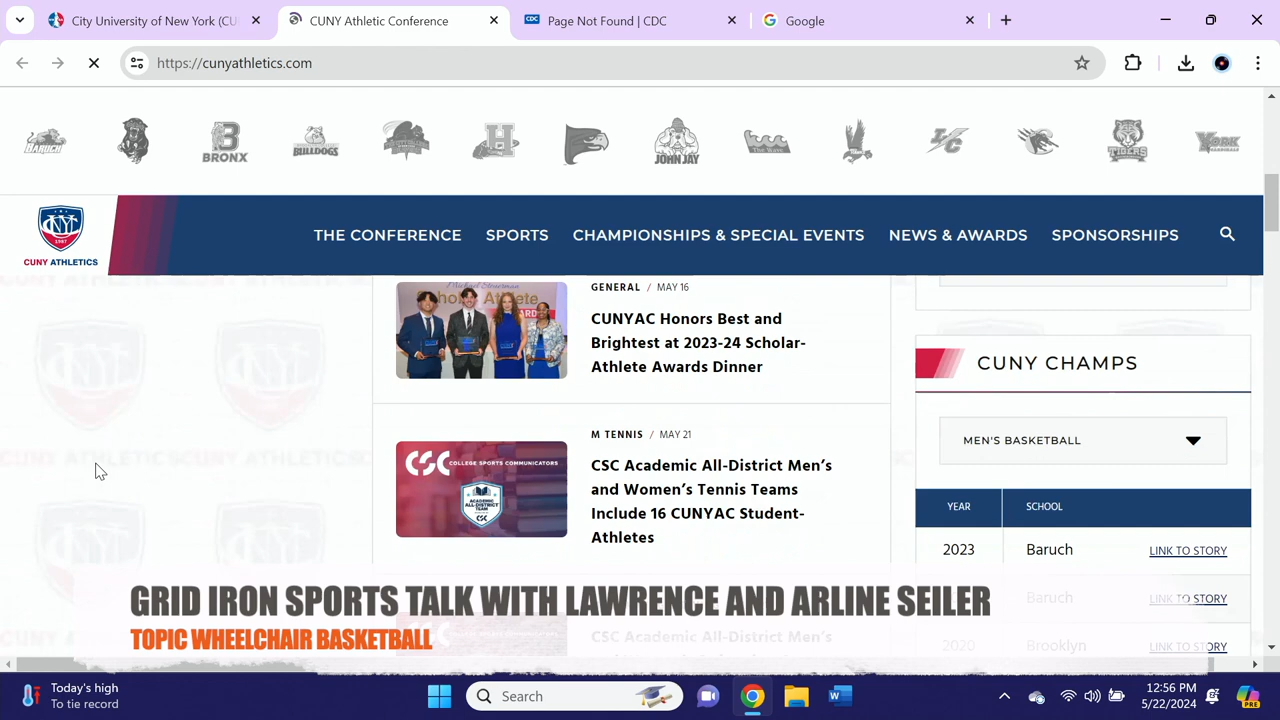 City University of New York (CU
CUNY Athletic Conference
Page Not Found | CDC
Google
https://cunyathletics.com
BARUCH
BRONX
BULLDOGS
JOHN JAY
The Wave
TIGERS
YORK
CUNY ATHLETICS
THE CONFERENCE
SPORTS
CHAMPIONSHIPS & SPECIAL EVENTS
NEWS & AWARDS
SPONSORSHIPS
GENERAL / MAY 16
CUNYAC Honors Best and
Brightest at 2023-24 Scholar-
Athlete Awards Dinner
M TENNIS / MAY 21
CSC COLLEGE SPORTS COMMUNICATORS
ACADEMIC
ALL-DISTRICT
TEAM
CSC
CSC Academic All-District Men's
and Women's Tennis Teams
Include 16 CUNYAC Student-
Athletes
CSC Academic All-District Men's
CUNY CHAMPS
MEN'S BASKETBALL
YEAR SCHOOL
2023 Baruch LINK TO STORY
Baruch LINK TO STORY
2020 Brooklyn LINK TO STORY
GRID IRON SPORTS TALK WITH LAWRENCE AND ARLINE SEILER
TOPIC WHEELCHAIR BASKETBALL
Today's high
To tie record
Search
12:56 PM
5/22/2024